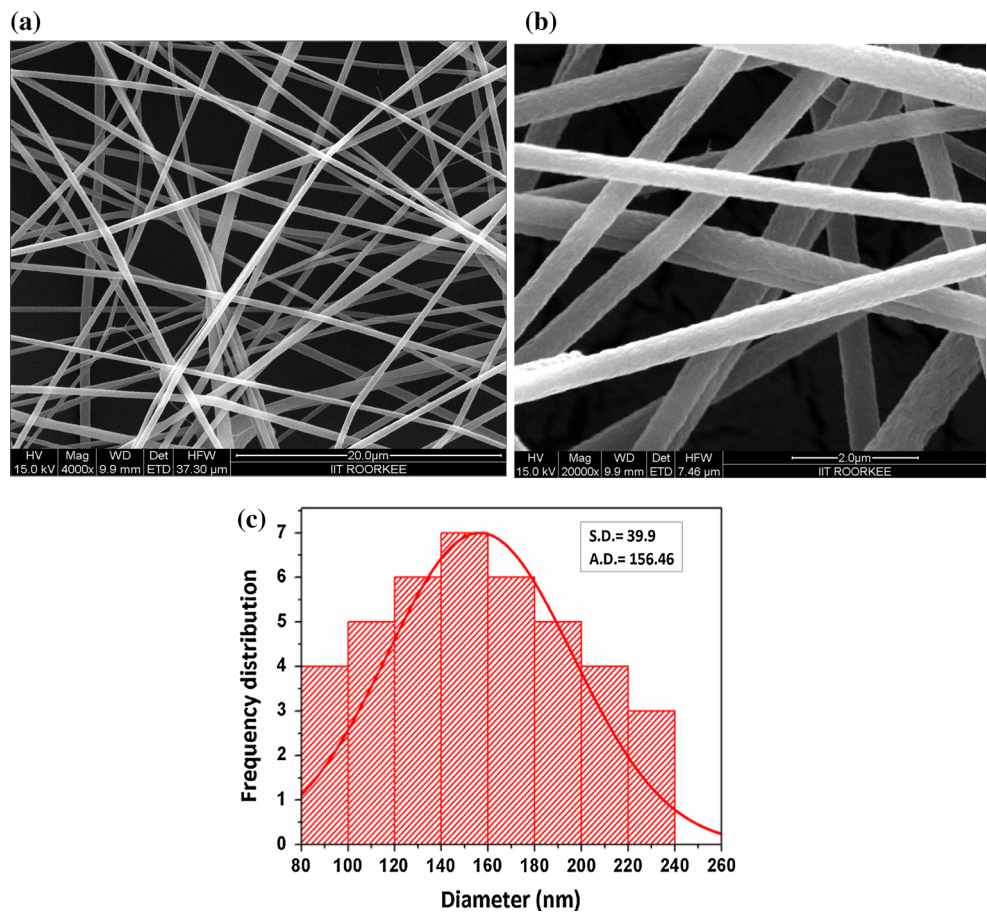 (a)
(b)
HV Mag WD Det HFW 20.0µm
15.0 kV 4000x 9.9 mm ETD 37.30 µm IIT ROORKEE
HV Mag WD Det HFW 2.0µm
15.0 kV 20000x 9.9 mm ETD 7.46 µm IIT ROORKEE
(c)
S.D.= 39.9
A.D.= 156.46
7
6
5
4
3
2
1
0
Frequency distribution
80 100 120 140 160 180 200 220 240 260
Diameter (nm)